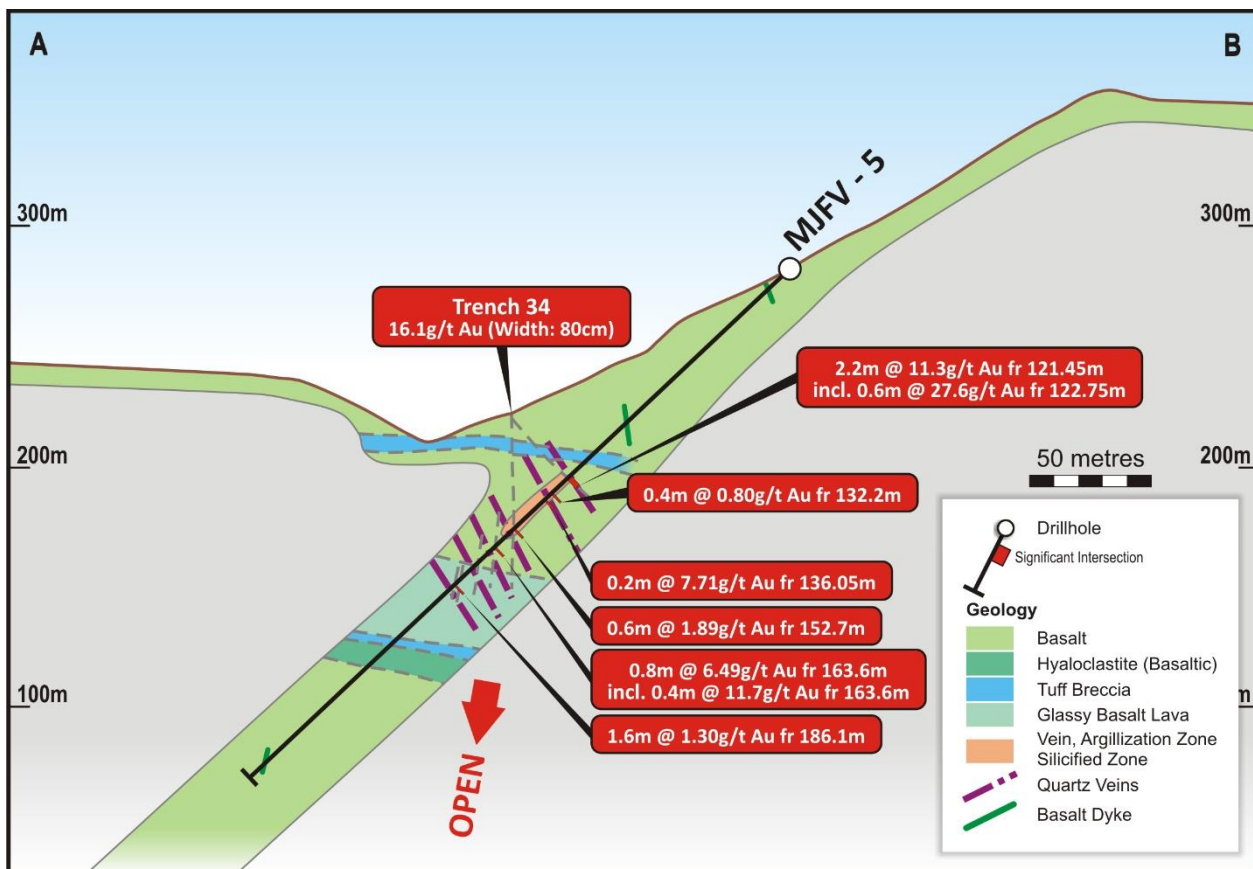 A
B
MJFV - 5
300m
300m
Trench 34
16.1g/t Au (Width: 80cm)
2.2m @ 11.3g/t Au fr 121.45m
incl. 0.6m @ 27.6g/t Au fr 122.75m
200m
200m
50 metres
0.4m @ 0.80g/t Au fr 132.2m
0.2m @ 7.71g/t Au fr 136.05m
0.6m @ 1.89g/t Au fr 152.7m
0.8m @ 6.49g/t Au fr 163.6m
incl. 0.4m @ 11.7g/t Au fr 163.6m
1.6m @ 1.30g/t Au fr 186.1m
100m
m
OPEN
Drillhole
Significant Intersection
Geology
Basalt
Hyaloclastite (Basaltic)
Tuff Breccia
Glassy Basalt Lava
Vein, Argillization Zone
Silicified Zone
Quartz Veins
Basalt Dyke